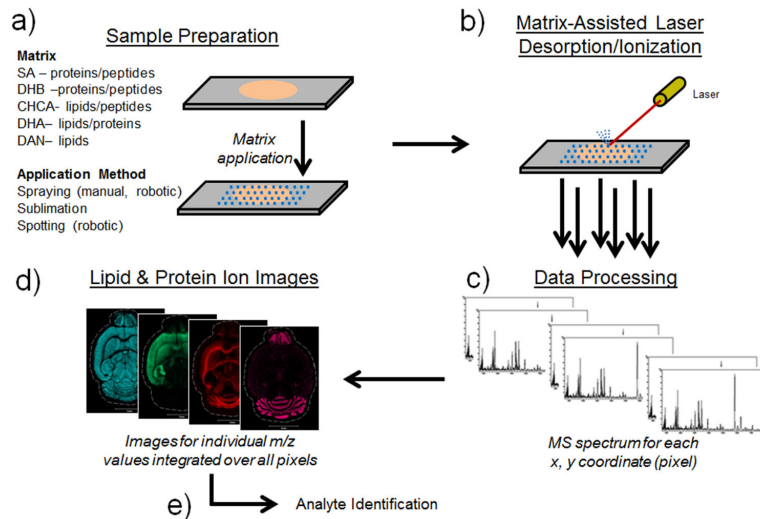 a)
Sample Preparation
Matrix
SA – proteins/peptides
DHB –proteins/peptides
CHCA- lipids/peptides
DHA– lipids/proteins
DAN– lipids
Matrix
application
Application Method
Spraying (manual, robotic)
Sublimation
Spotting (robotic)
b)
Matrix-Assisted Laser
Desorption/Ionization
Laser
c)
Data Processing
MS spectrum for each
x, y coordinate (pixel)
d)
Lipid & Protein Ion Images
Images for individual m/z
values integrated over all pixels
e)
Analyte Identification